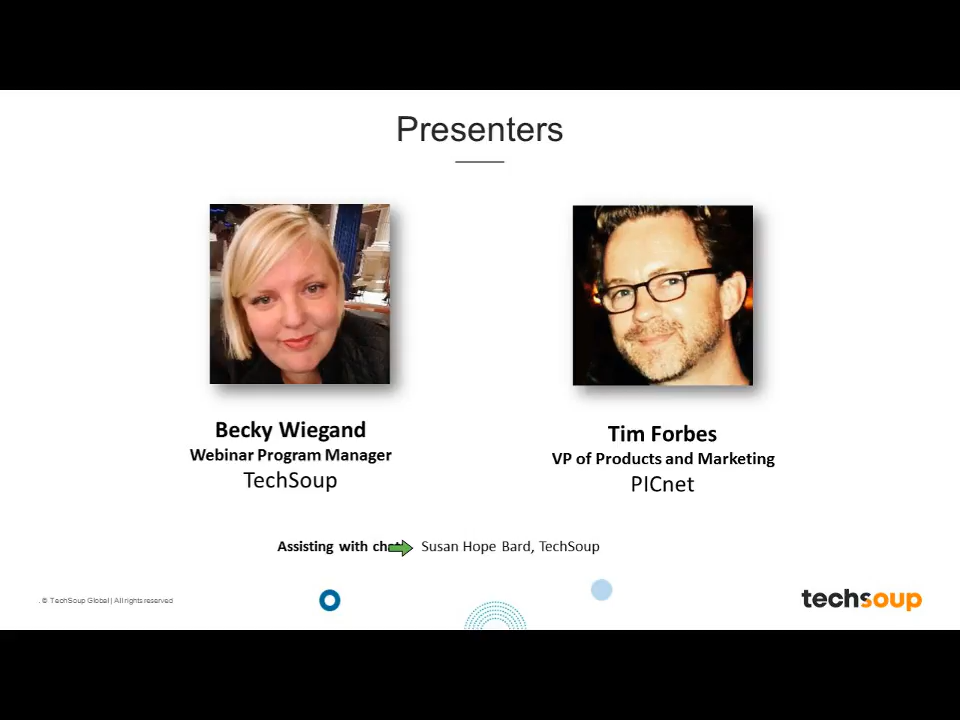 Presenters
Becky Wiegand
Webinar Program Manager
TechSoup
Tim Forbes
VP of Products and Marketing
PICnet
Assisting with chat Susan Hope Bard, TechSoup
. © TechSoup Global | All rights reserved
techsoup